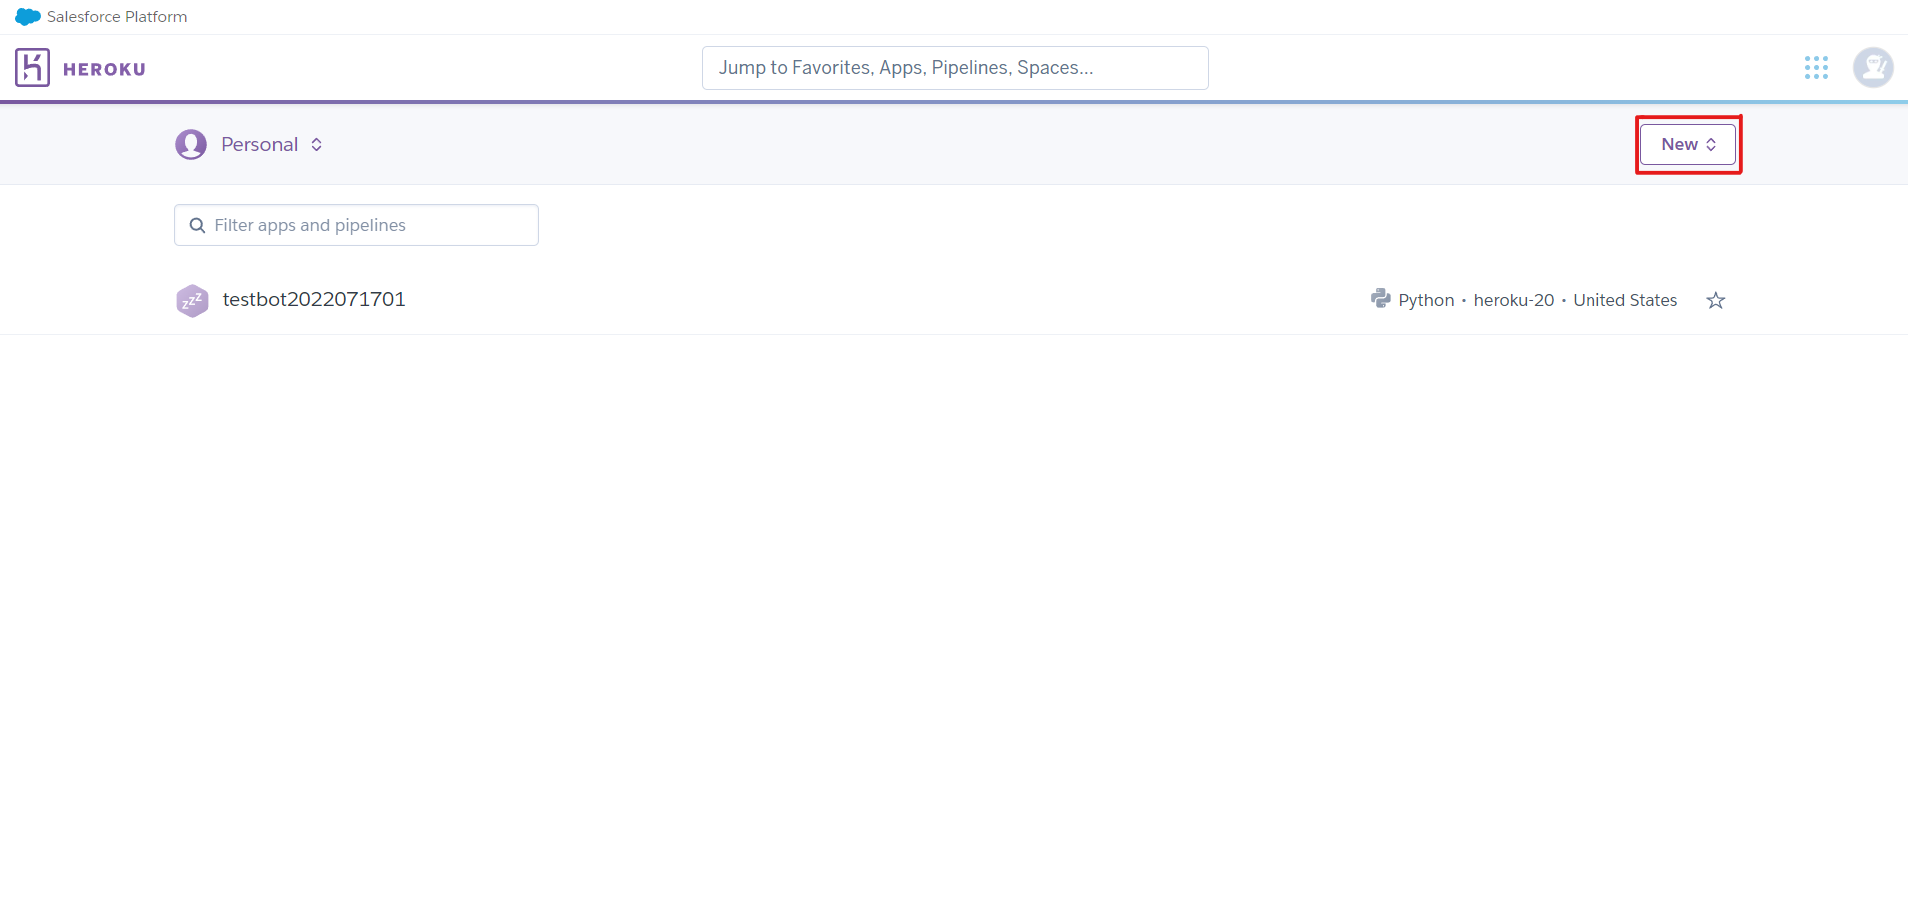 Salesforce Platform
HEROKU
Jump to Favorites, Apps, Pipelines, Spaces...
Personal
New
Filter apps and pipelines
zzz testbot2022071701
Python • heroku-20 • United States